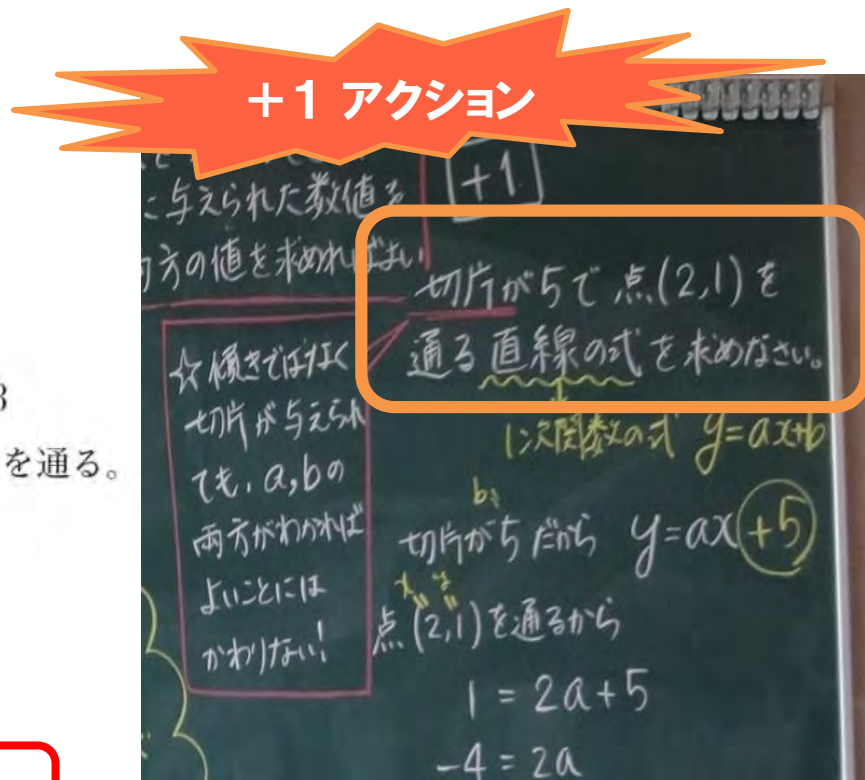 +1 アクション
に与えられた数値を
方の値を求めればよい
+1
切片が5で点(2,1)を
通る直線の式を求めなさい。
1次関数の式 y=ax+b
☆傾きではなく
切片が与えられ
ても、a,bの
両方がわかれば
よいことには
かわりない!
b
切片が5だから y=ax+5
x y
点(2,1)を通るから
1=2a+5
-4=2a
3
を通る。